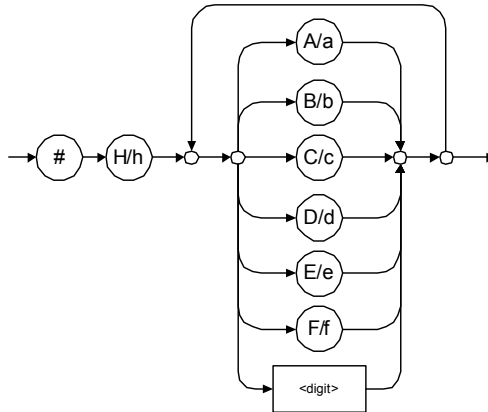 A/a
B/b
# H/h C/c
D/d
E/e
F/f
<digit>